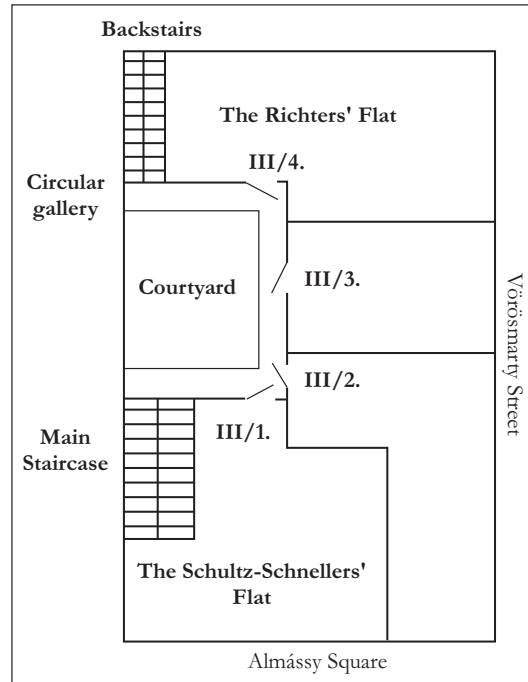 Backstairs
The Richters' Flat
III/4.
Circular
gallery
Courtyard
III/3.
Vörösmarty Street
III/2.
III/1.
Main
Staircase
The Schultz-Schnellers'
Flat
Almássy Square